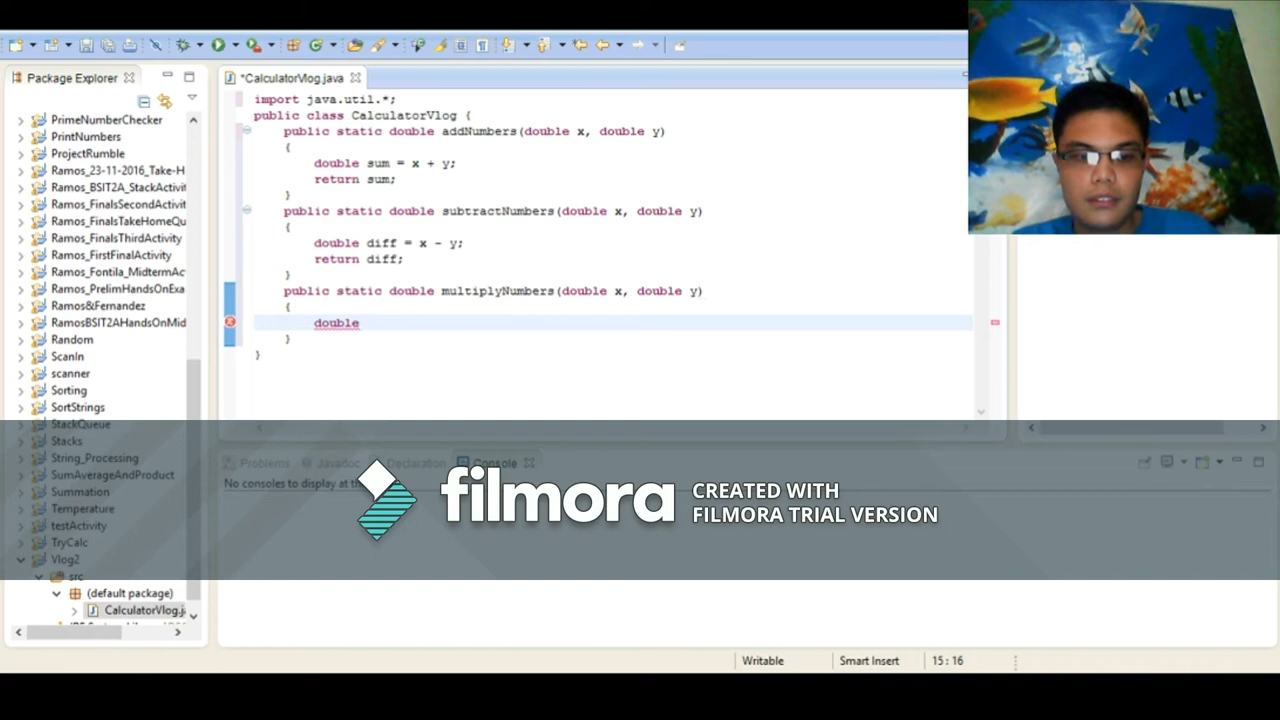 Package Explorer
PrimeNumberChecker
PrintNumbers
ProjectRumble
Ramos_23-11-2016_Take-H
Ramos_BSIT2A_StackActivit
Ramos_FinalsSecondActivit
Ramos_FinalsTakeHomeQu
Ramos_FinalsThirdActivity
Ramos_FirstFinalActivity
Ramos_Fontila_MidtermAc
Ramos_PrelimHandsOnExa
Ramos&Fernandez
RamosBSIT2AHandsOnMid
Random
ScanIn
scanner
Sorting
SortStrings
StackQueue
Stacks
String_Processing
SumAverageAndProduct
Summation
Temperature
testActivity
TryCalc
Vlog2
src
(default package)
CalculatorVlog.j
*CalculatorVlog.java
import java.util.*;
public class CalculatorVlog {
public static double addNumbers(double x, double y)
{
double sum = x + y;
return sum;
}
public static double subtractNumbers(double x, double y)
{
double diff = x - y;
return diff;
}
public static double multiplyNumbers(double x, double y)
{
double
}
}
Problems
Javadoc
Declaration
Console
No consoles to display at th
filmora
CREATED WITH
FILMORA TRIAL VERSION
Writable
Smart Insert
15 : 16